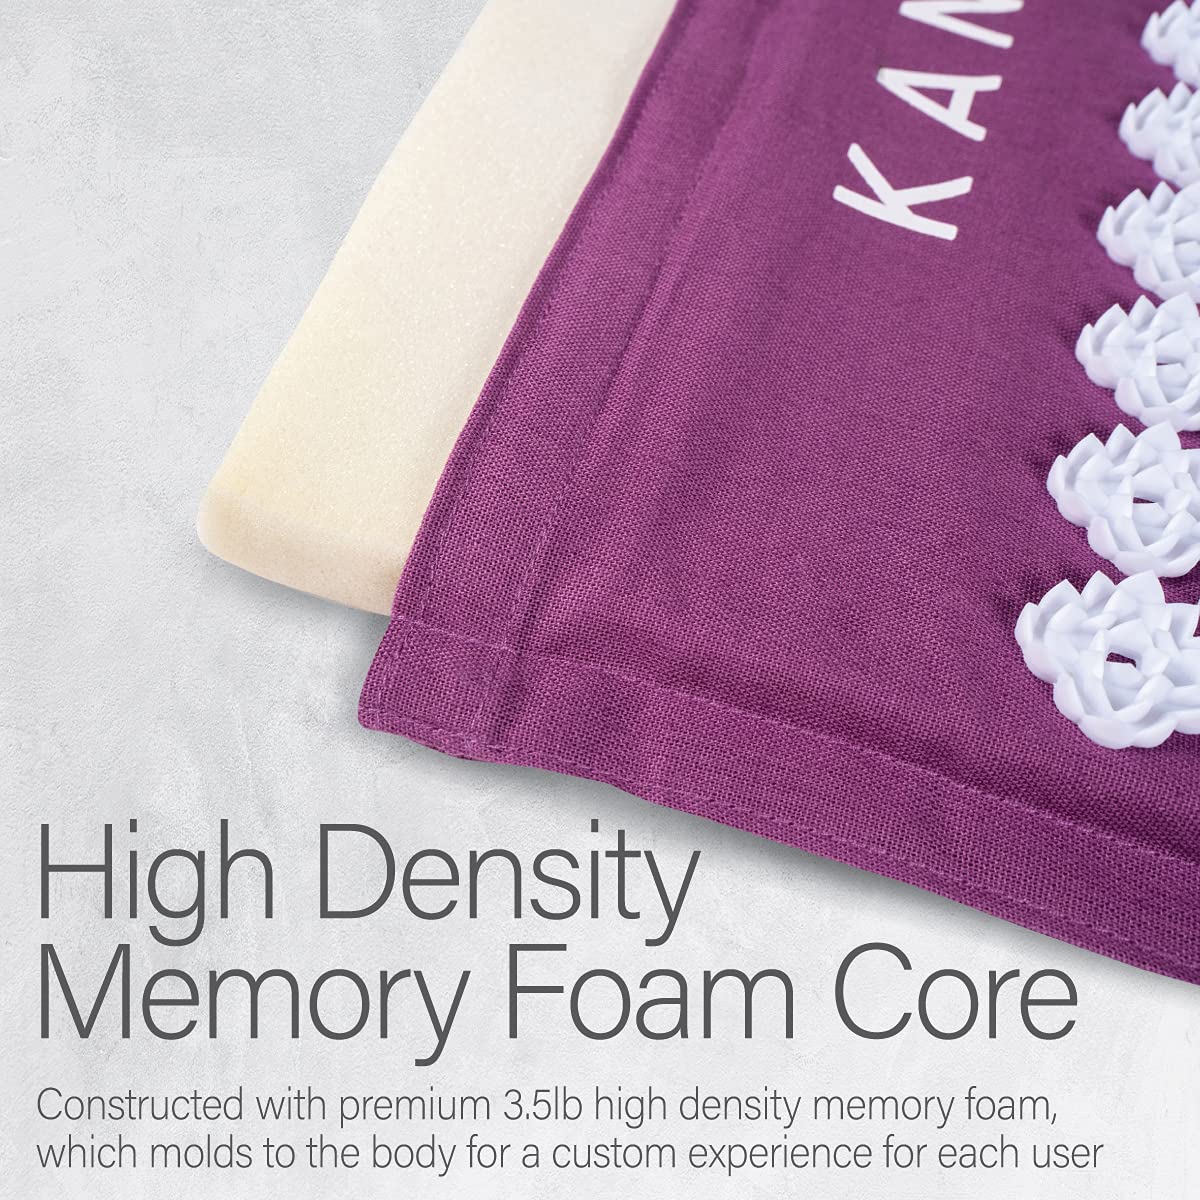 KAM
High Density
Memory Foam Core
Constructed with premium 3.5lb high density memory foam,
which molds to the body for a custom experience for each user